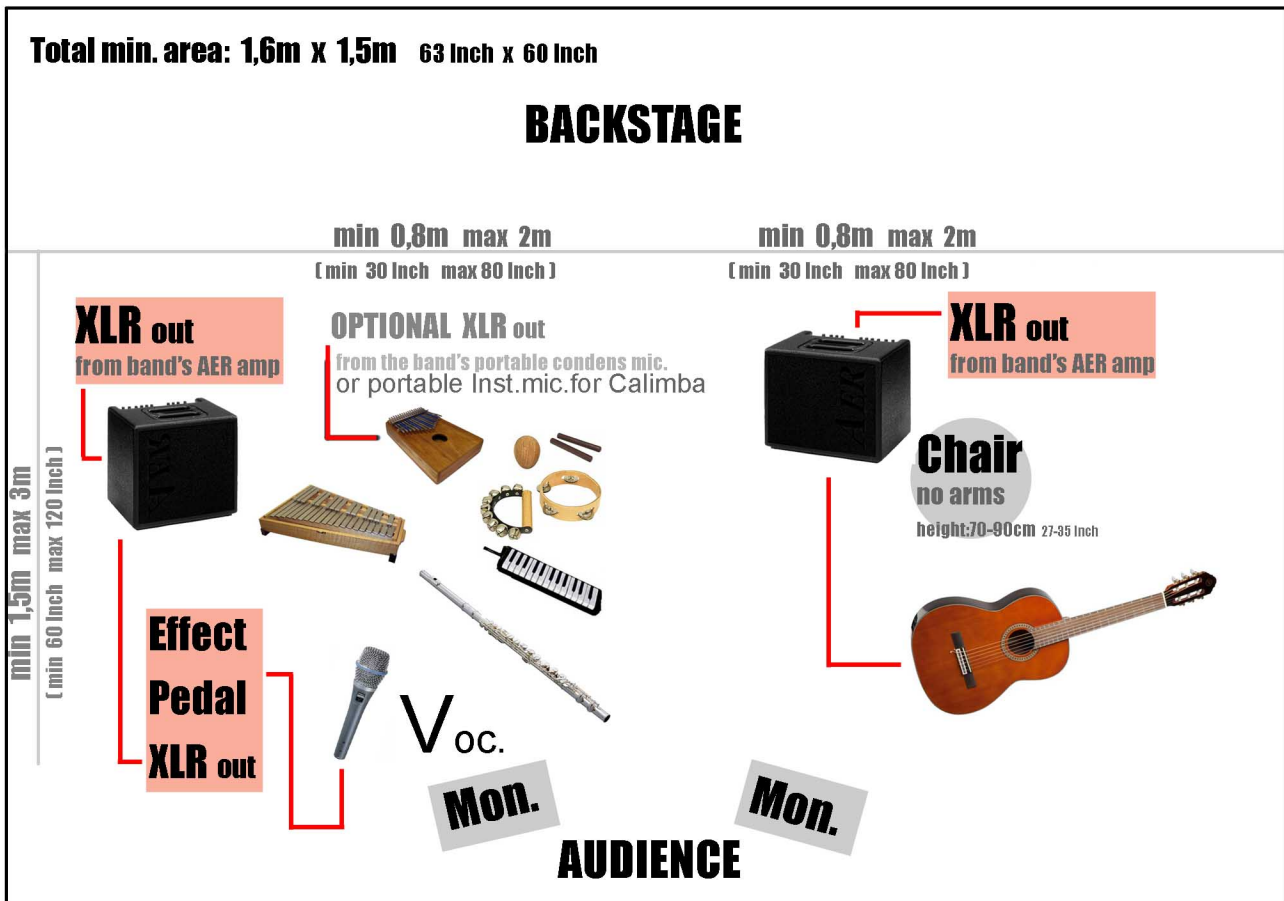 Total min. area: 1,6m x 1,5m 63 Inch x 60 Inch
BACKSTAGE
min 0,8m max 2m
( min 30 Inch max 80 Inch )
min 0,8m max 2m
( min 30 Inch max 80 Inch )
min 1,5m max 3m
( min 60 Inch max 120 Inch )
XLR out
from band's AER amp
OPTIONAL XLR out
from the band's portable condens mic.
or portable Inst.mic.for Calimba
XLR out
from band's AER amp
AER
AER
Chair
no arms
height:70-90cm 27-35 Inch
Effect
Pedal
XLR out
Voc.
Mon.
Mon.
AUDIENCE